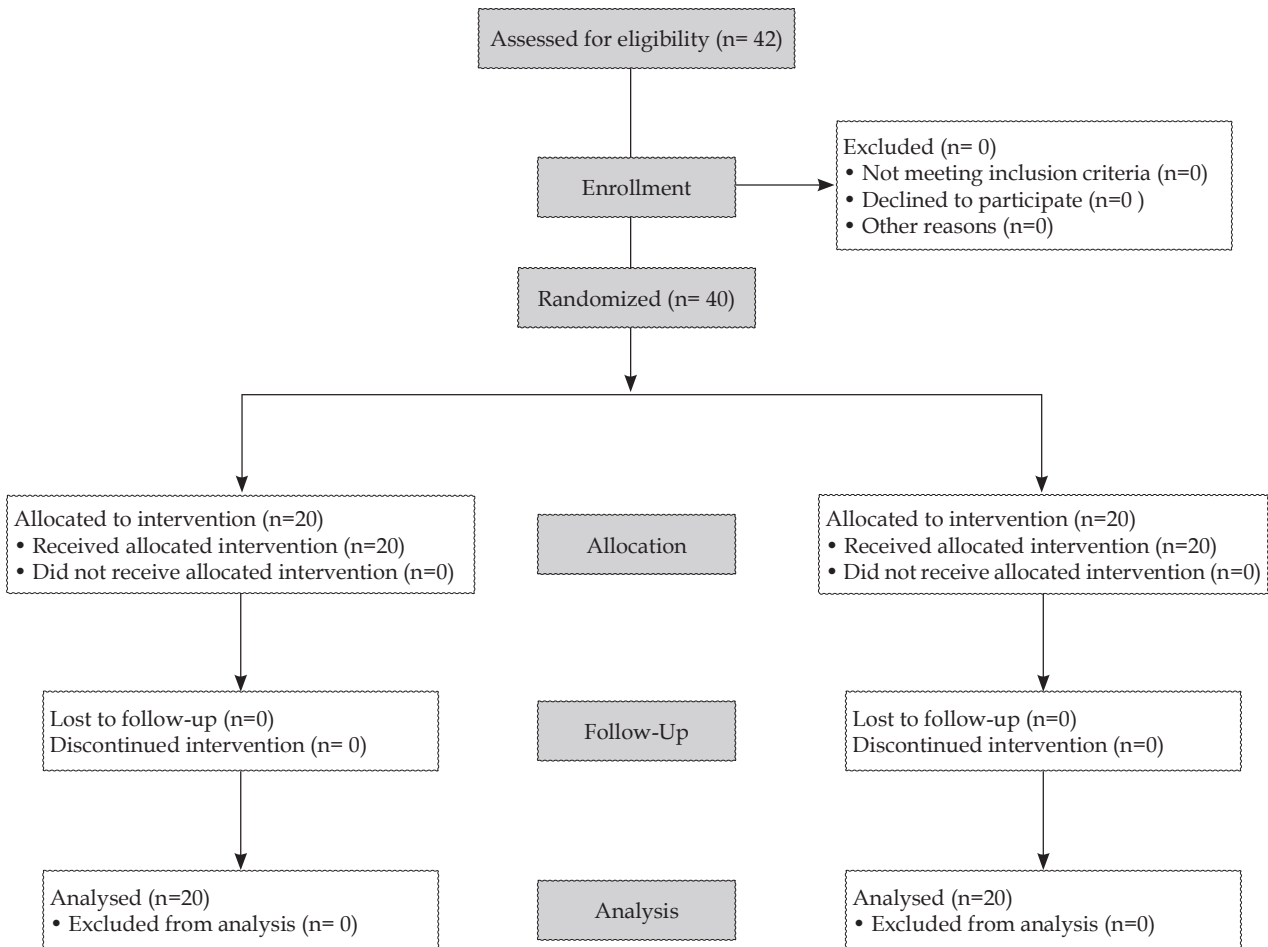 Assessed for eligibility (n= 42)
Excluded (n= 0)
• Not meeting inclusion criteria (n=0)
• Declined to participate (n=0 )
• Other reasons (n=0)
Enrollment
Randomized (n= 40)
Allocated to intervention (n=20)
• Received allocated intervention (n=20)
• Did not receive allocated intervention (n=0)
Allocation
Allocated to intervention (n=20)
• Received allocated intervention (n=20)
• Did not receive allocated intervention (n=0)
Lost to follow-up (n=0)
Discontinued intervention (n= 0)
Follow-Up
Lost to follow-up (n=0)
Discontinued intervention (n=0)
Analysed (n=20)
• Excluded from analysis (n= 0)
Analysis
Analysed (n=20)
• Excluded from analysis (n=0)